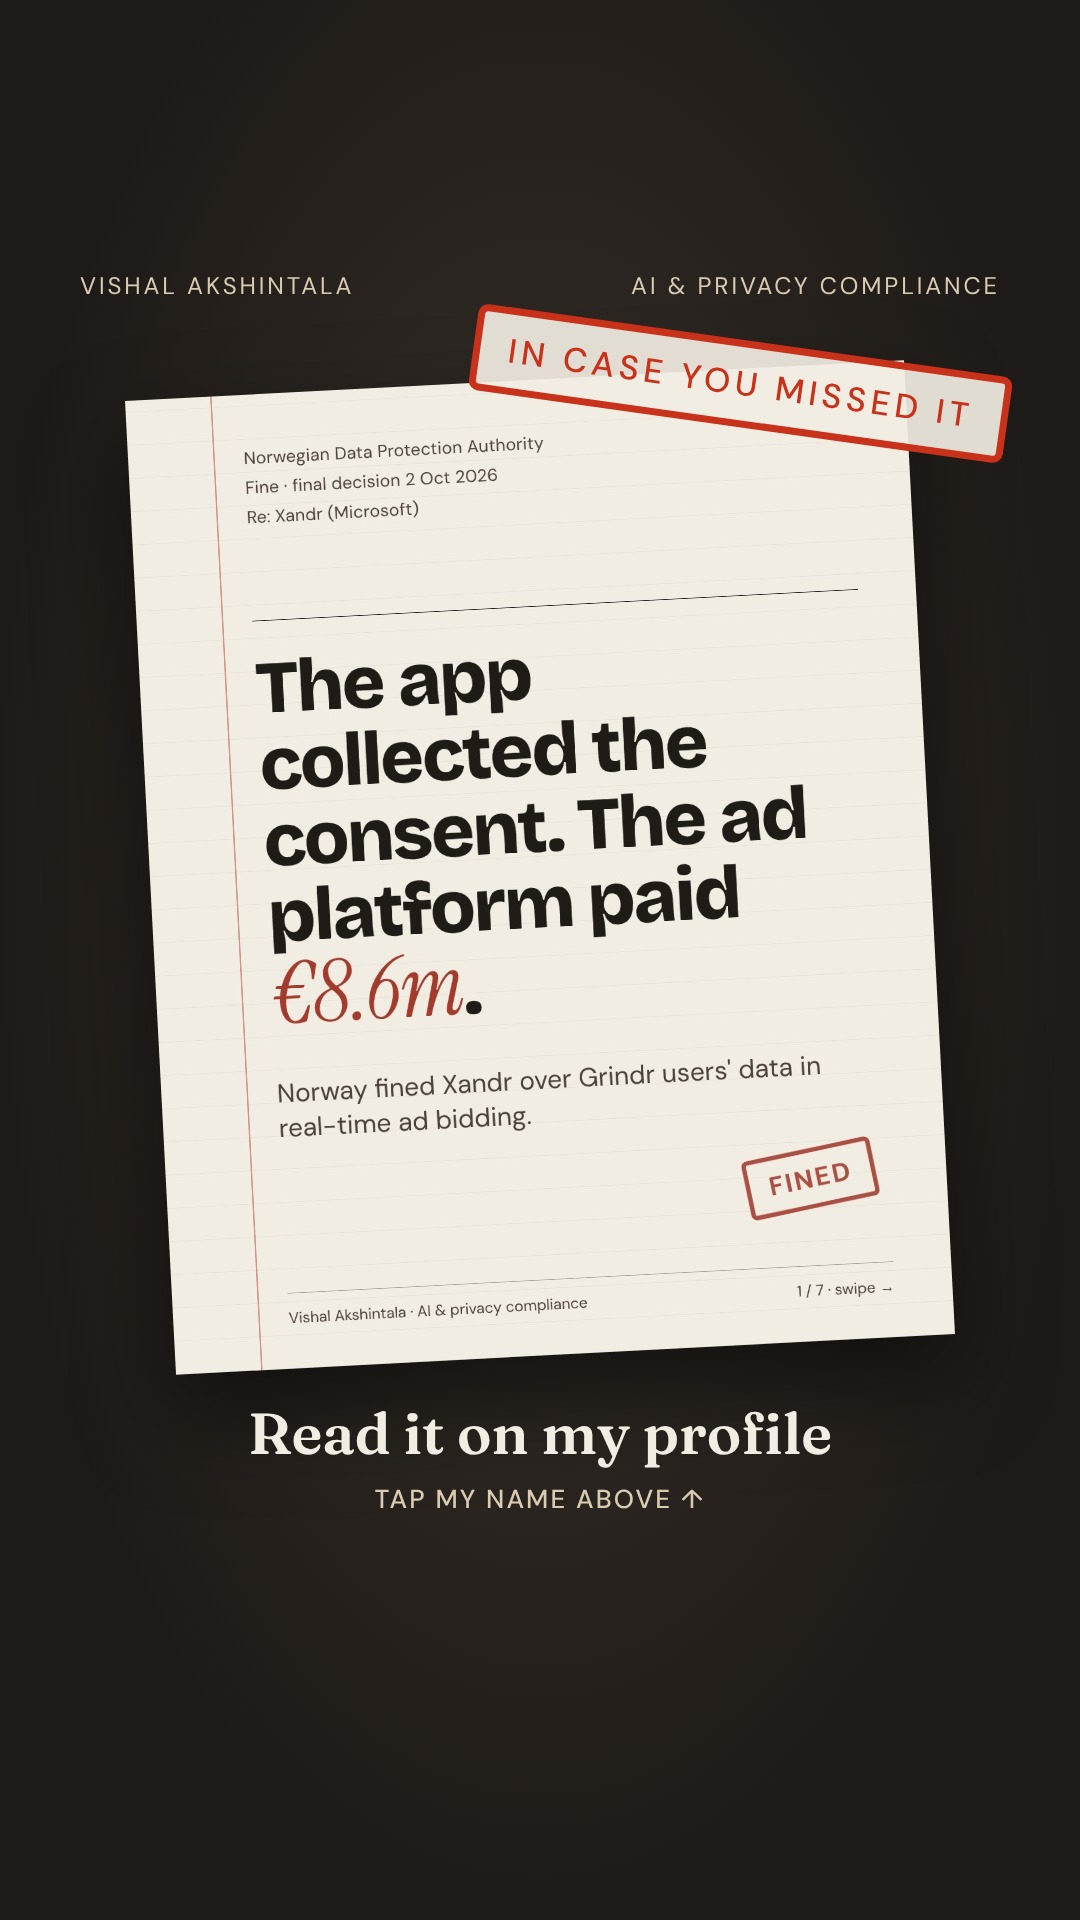 VISHAL AKSHINTALA
AI & PRIVACY COMPLIANCE
IN CASE YOU MISSED IT
Norwegian Data Protection Authority
Fine · final decision 2 Oct 2026
Re: Xandr (Microsoft)
The app
collected the
consent. The ad
platform paid
€8.6m.
Norway fined Xandr over Grindr users' data in
real-time ad bidding.
FINED
Vishal Akshintala · AI & privacy compliance
1 / 7 · swipe →
Read it on my profile
TAP MY NAME ABOVE ↑